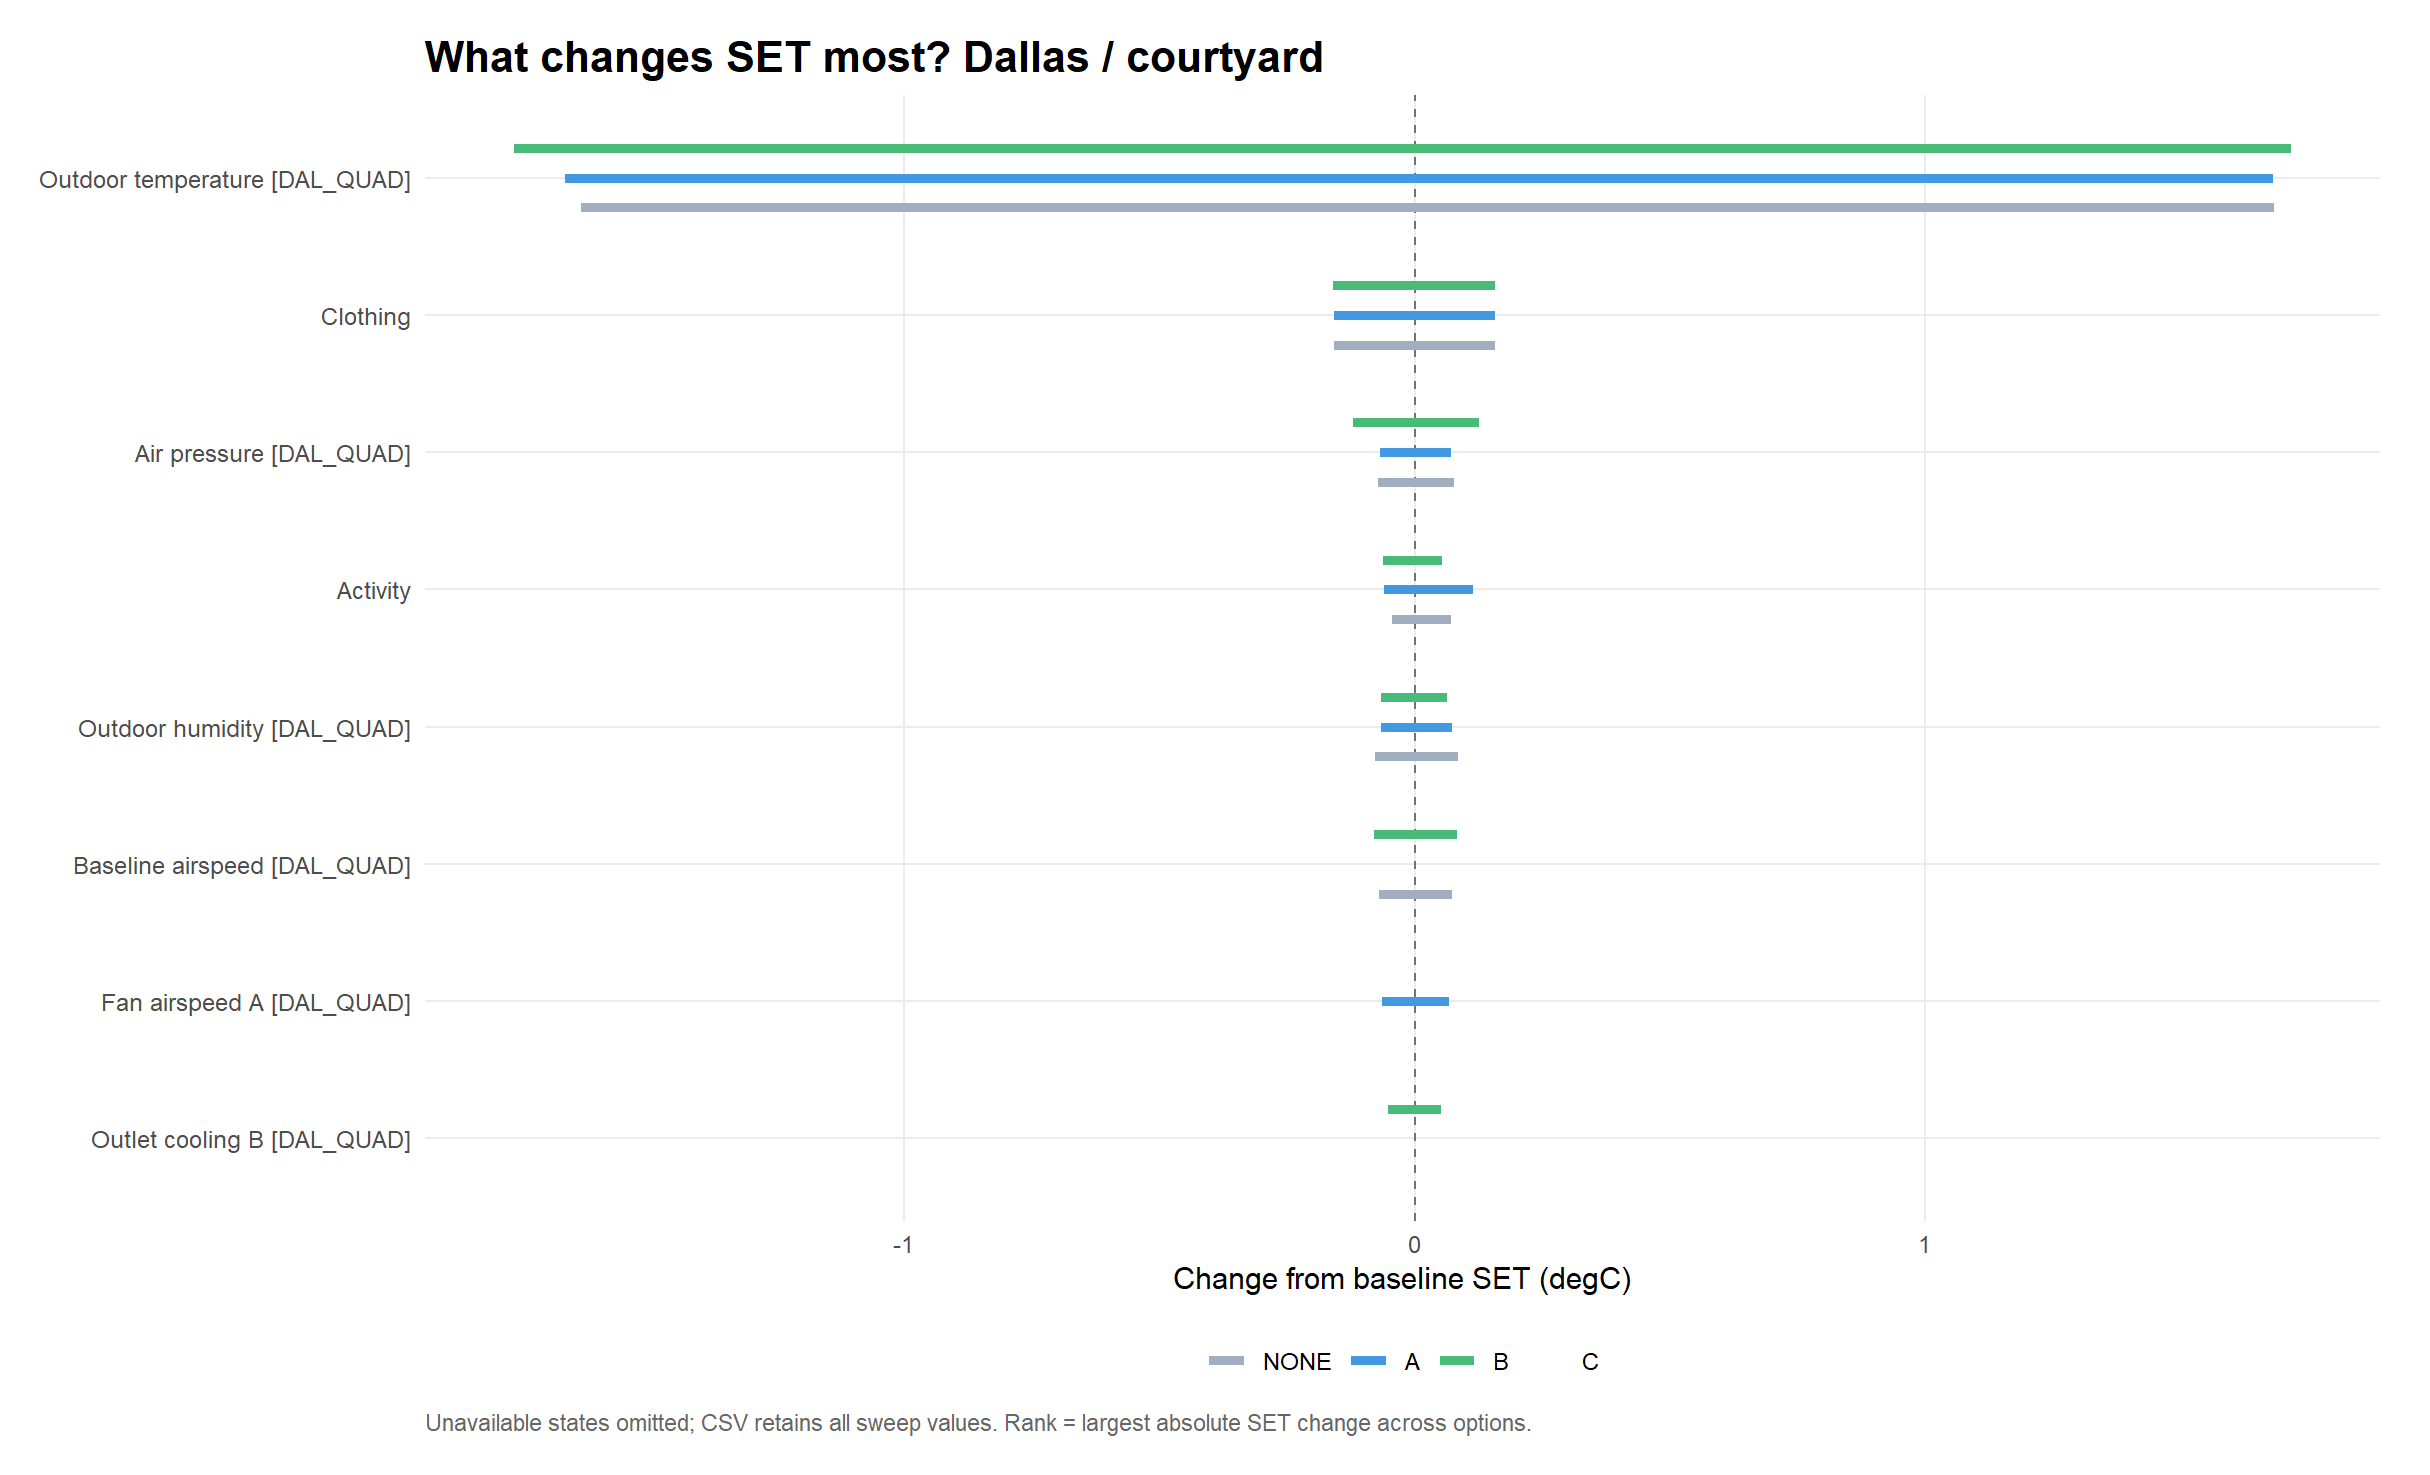 What changes SET most? Dallas / courtyard
Outdoor temperature [DAL_QUAD]
Clothing
Air pressure [DAL_QUAD]
Activity
Outdoor humidity [DAL_QUAD]
Baseline airspeed [DAL_QUAD]
Fan airspeed A [DAL_QUAD]
Outlet cooling B [DAL_QUAD]
-1 0 1
Change from baseline SET (degC)
NONE A B C
Unavailable states omitted; CSV retains all sweep values. Rank = largest absolute SET change across options.